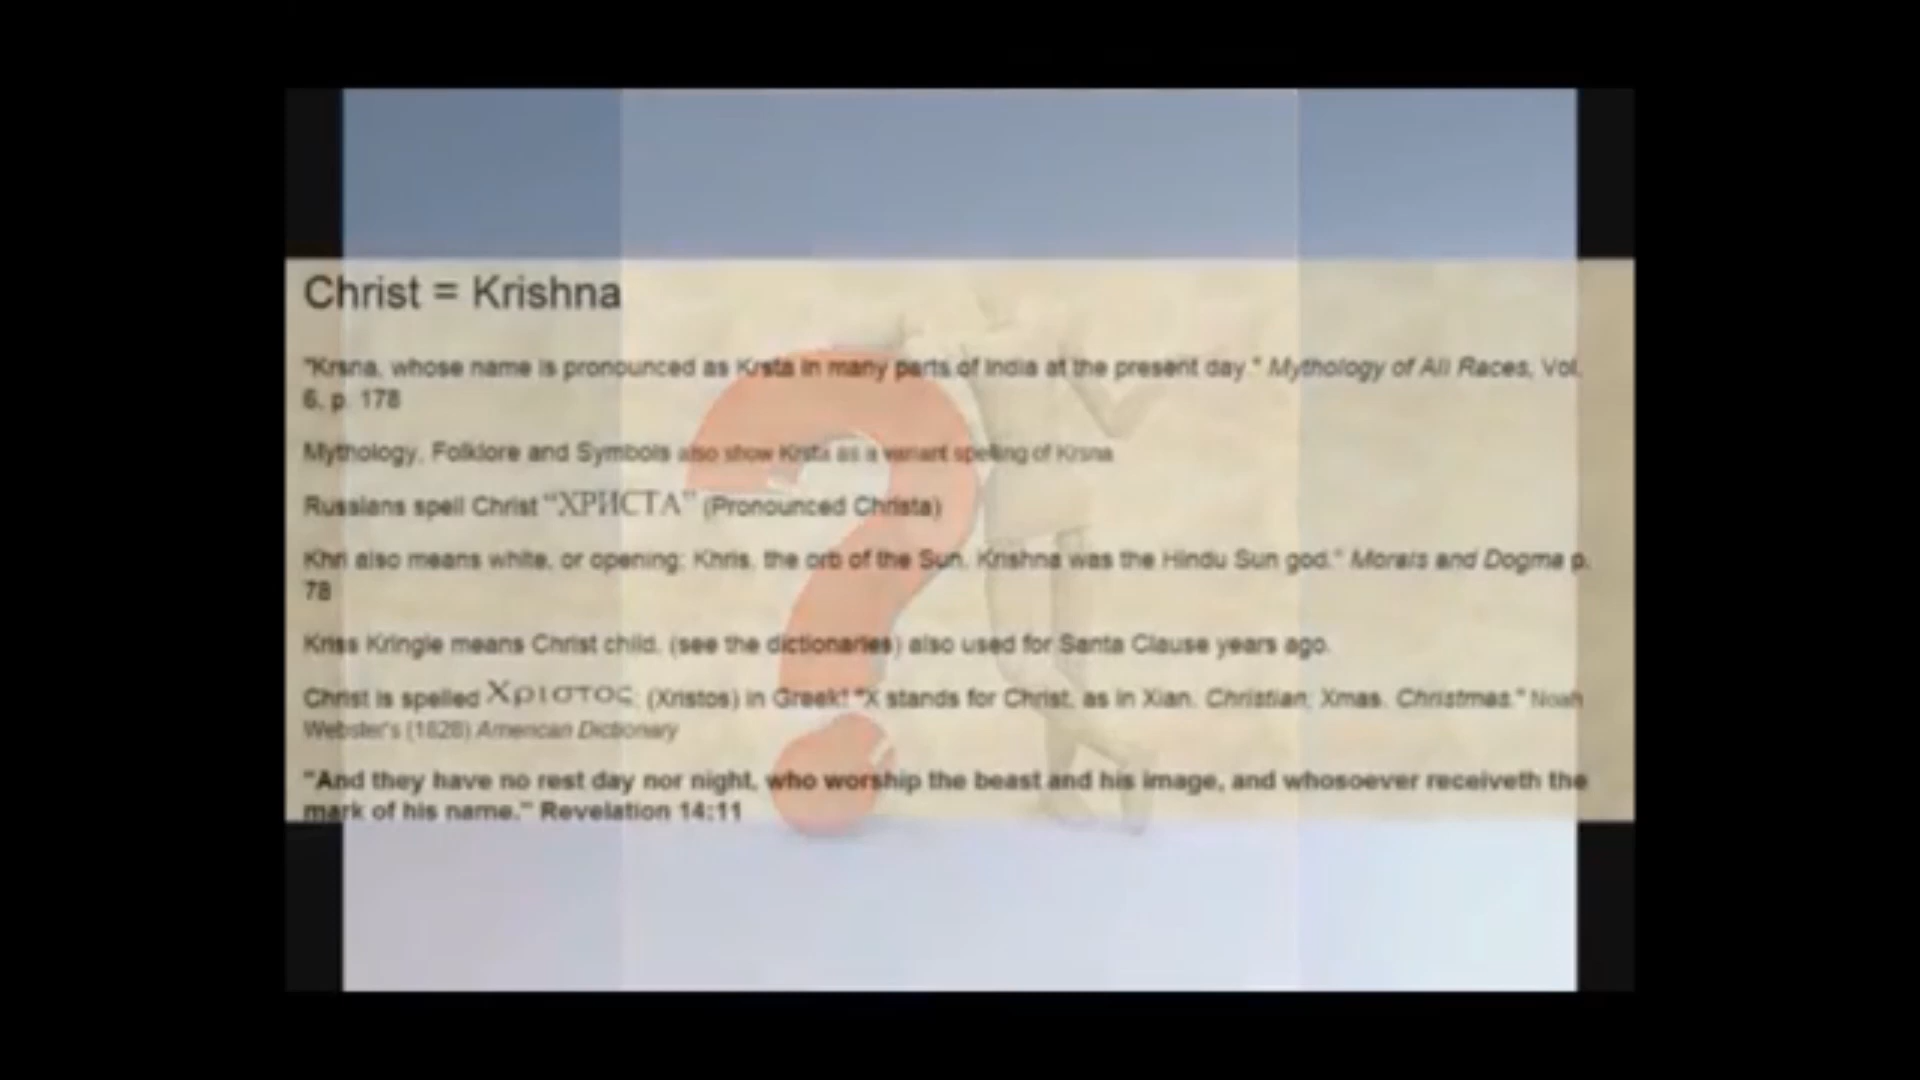 Christ = Krishna
"Krsna, whose name is pronounced as Krsta in many parts of India at the present day." Mythology of All Races, Vol.
6, p. 178
Mythology, Folklore and Symbols also show Krsta as a variant spelling of Krsna
Russians spell Christ “ХРИСТА” (Pronounced Christa)
Khri also means white, or opening; Khris, the orb of the Sun. Krishna was the Hindu Sun god." Morals and Dogma p.
78
Kriss Kringle means Christ child, (see the dictionaries) also used for Santa Clause years ago.
Christ is spelled Χριστος; (Xristos) in Greek! "X stands for Christ, as in Xian, Christian; Xmas, Christmas." Noah
Webster's (1828) American Dictionary
"And they have no rest day nor night, who worship the beast and his image, and whosoever receiveth the
mark of his name." Revelation 14:11